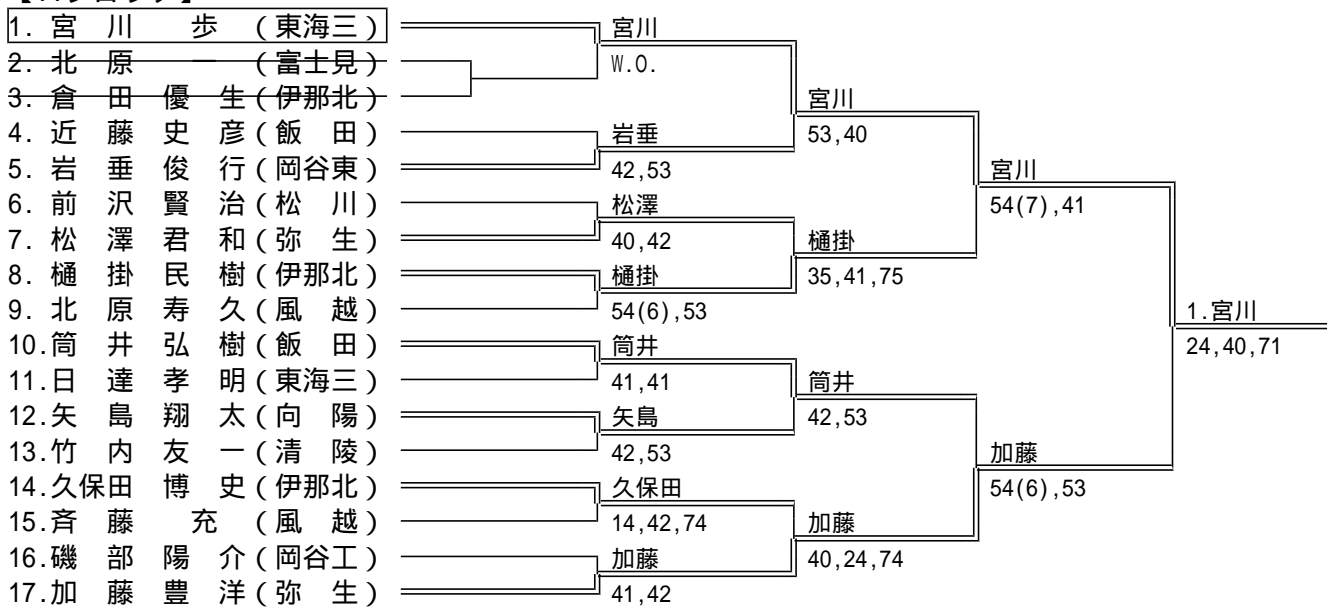 1. 宮 川 歩 (東海三)
2. 北 原 一 (富士見)
3. 倉 田 優 生(伊那北)
4. 近 藤 史 彦(飯 田)
5. 岩 垂 俊 行(岡谷東)
6. 前 沢 賢 治(松 川)
7. 松 澤 君 和(弥 生)
8. 樋 掛 民 樹(伊那北)
9. 北 原 寿 久(風 越)
10.筒 井 弘 樹(飯 田)
11.日 達 孝 明(東海三)
12.矢 島 翔 太(向 陽)
13.竹 内 友 一(清 陵)
14.久保田 博 史(伊那北)
15.斉 藤 充 (風 越)
16.磯 部 陽 介(岡谷工)
17.加 藤 豊 洋(弥 生)
宮川
W.O.
岩垂
42,53
松澤
40,42
樋掛
54(6),53
筒井
41,41
矢島
42,53
久保田
14,42,74
加藤
41,42
宮川
53,40
樋掛
35,41,75
筒井
42,53
加藤
40,24,74
宮川
54(7),41
加藤
54(6),53
1.宮川
24,40,71